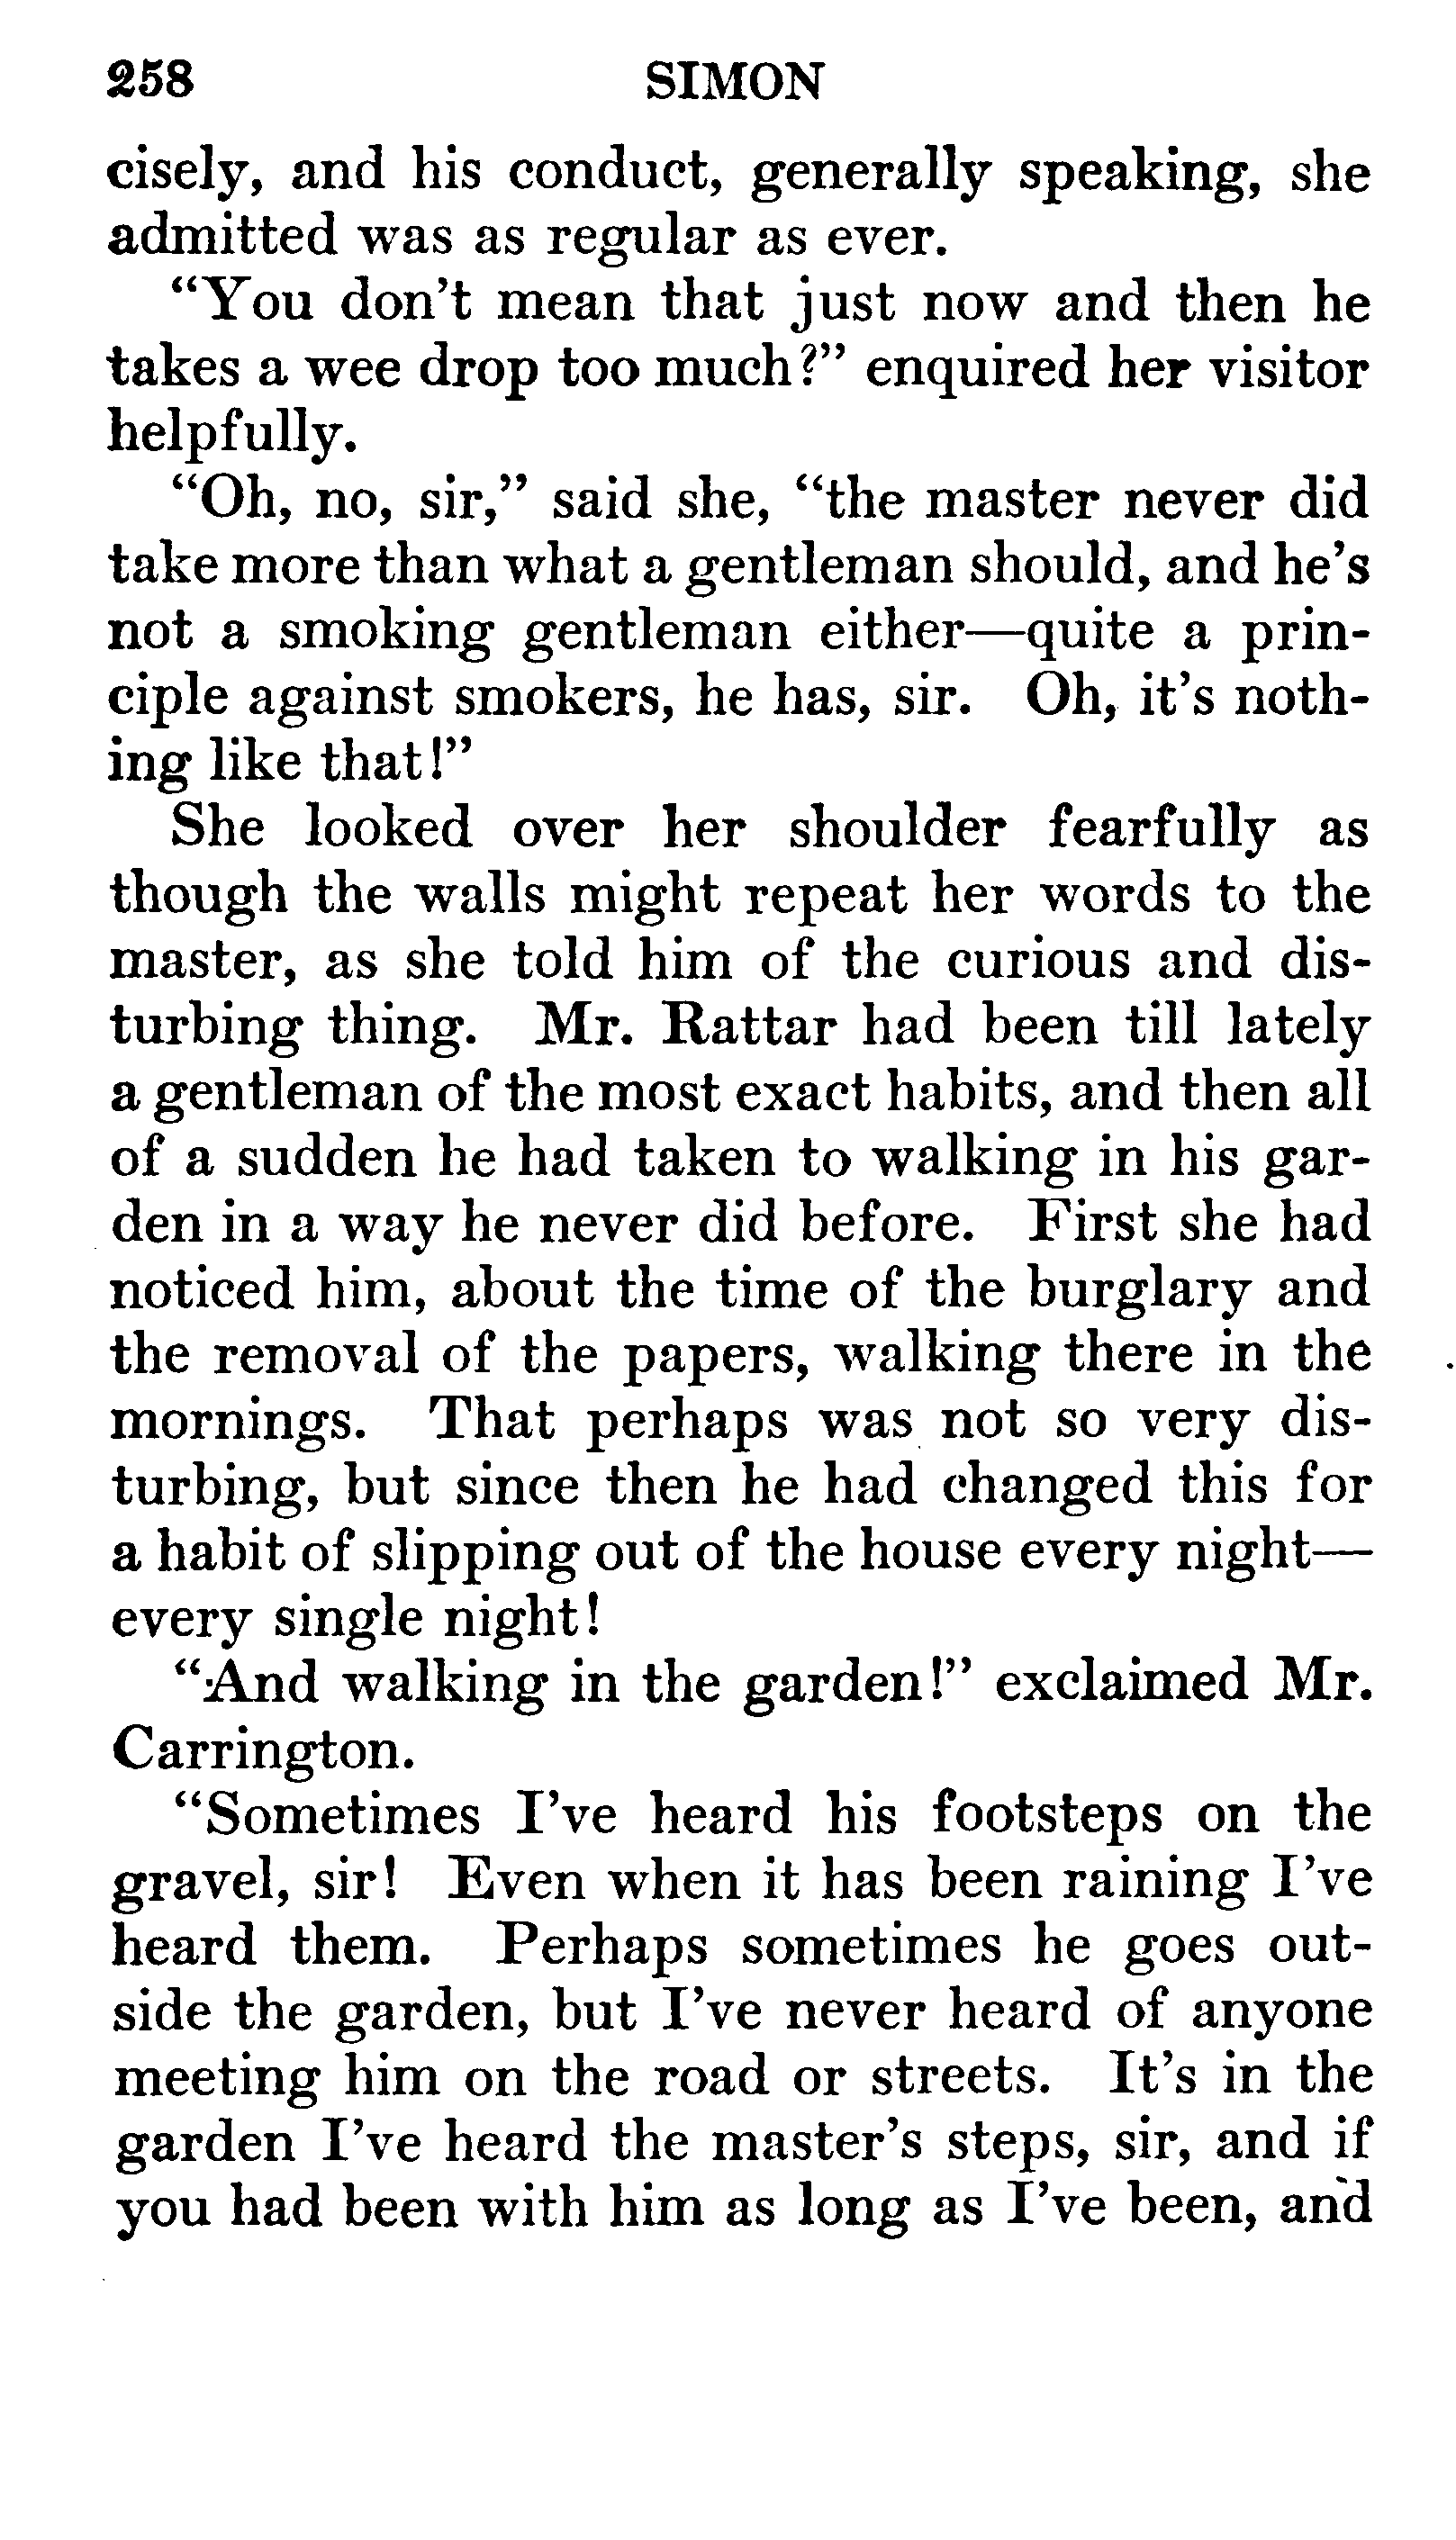 258 SIMON
cisely, and his conduct, generally speaking, she
admitted was as regular as ever.
“You don’t mean that just now and then he
takes a wee drop too much?” enquired her visitor
helpfully.
“Oh, no, sir,” said she, “the master never did
take more than what a gentleman should, and he’s
not a smoking gentleman either—quite a prin-
ciple against smokers, he has, sir. Oh, it’s noth-
ing like that!”
She looked over her shoulder fearfully as
though the walls might repeat her words to the
master, as she told him of the curious and dis-
turbing thing. Mr. Rattar had been till lately
a gentleman of the most exact habits, and then all
of a sudden he had taken to walking in his gar-
den in a way he never did before. First she had
noticed him, about the time of the burglary and
the removal of the papers, walking there in the
mornings. That perhaps was not so very dis-
turbing, but since then he had changed this for
a habit of slipping out of the house every night—
every single night!
“And walking in the garden!” exclaimed Mr.
Carrington.
“Sometimes I’ve heard his footsteps on the
gravel, sir! Even when it has been raining I’ve
heard them. Perhaps sometimes he goes out-
side the garden, but I’ve never heard of anyone
meeting him on the road or streets. It’s in the
garden I’ve heard the master’s steps, sir, and if
you had been with him as long as I’ve been, and